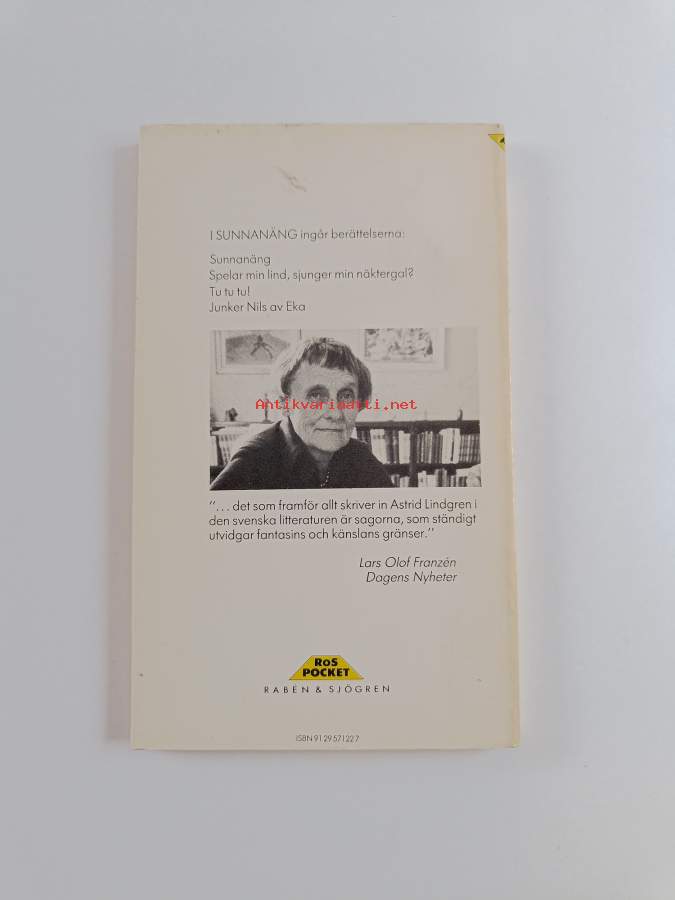 I SUNNANÄNG ingår berättelserna:
Sunnanäng
Spelar min lind, sjunger min näktergal?
Tu tu tu!
Junker Nils av Eka
Antikvariaatti.net
"... det som framför allt skriver in Astrid Lindgren i
den svenska litteraturen är sagorna, som ständigt
utvidgar fantasins och känslans gränser."
Lars Olof Franzén
Dagens Nyheter
RoS
POCKET
RABÉN & SJÖGREN
ISBN 91 29 57122 7